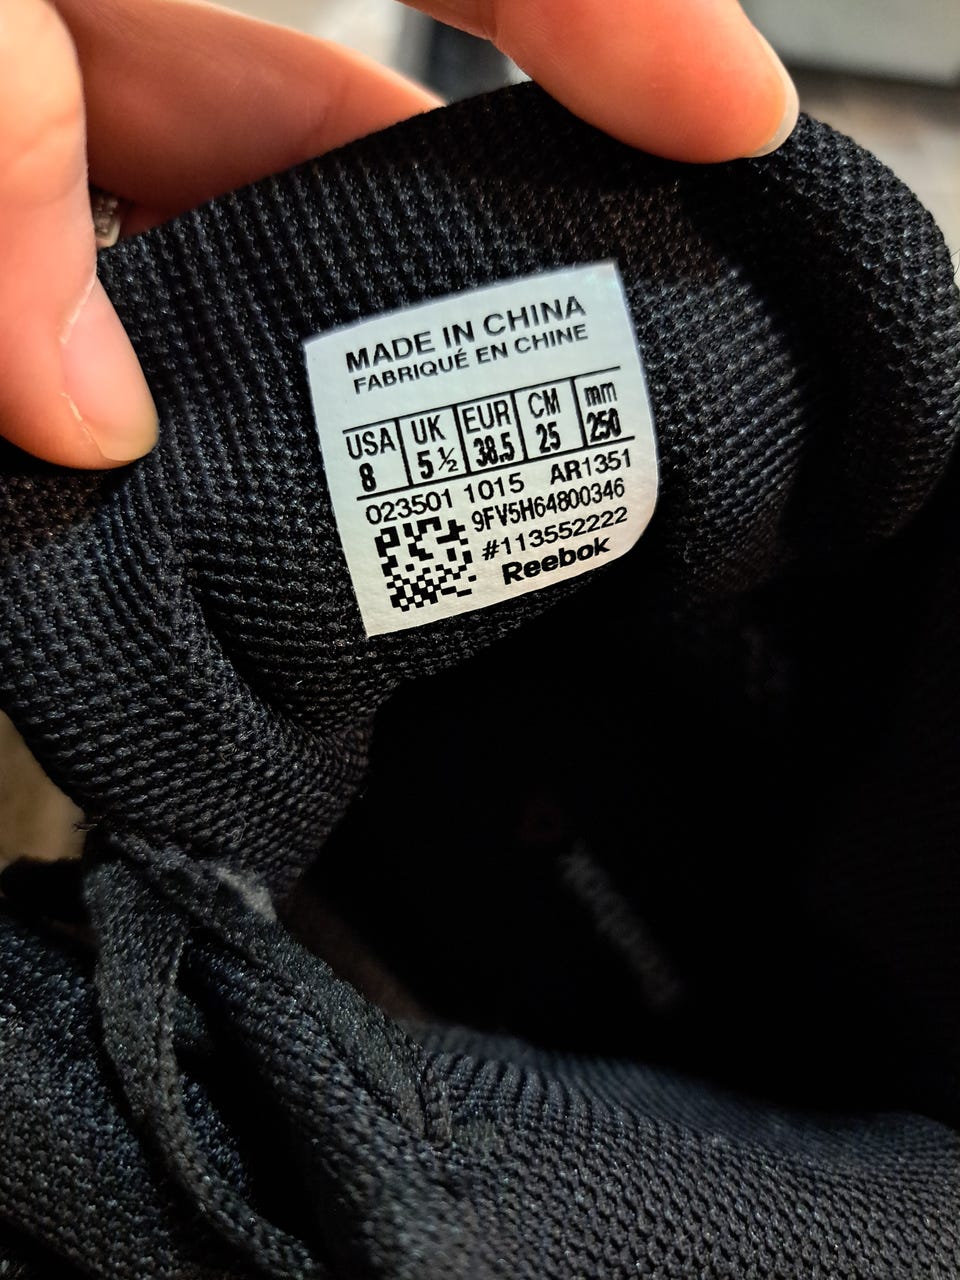 MADE IN CHINA
FABRIQUÉ EN CHINE
USA UK EUR CM mm
8 5 ½ 38.5 25 250
023501 1015 AR1351
9FV5H64800346
#113552222
Reebok
Reebok